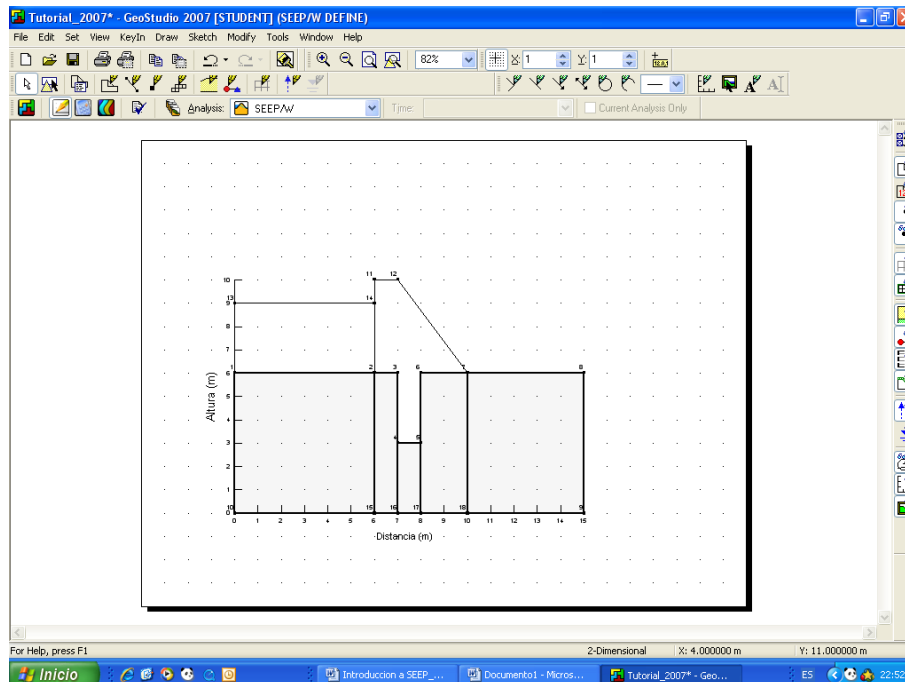 Tutorial_2007* - GeoStudio 2007 [STUDENT] (SEEP/W DEFINE)
File Edit Set View KeyIn Draw Sketch Modify Tools Window Help
82% X: 1 Y: 1
Analysis: SEEP/W Time: Current Analysis Only
11 12
10
13 14
9
8
7
1 2 3 6 7 8
6
5
4
4 5
3
2
1
10 15 16 17 18 9
0
0 1 2 3 4 5 6 7 8 10 11 12 13 14 15
Altura (m)
Distancia (m)
For Help, press F1 2-Dimensional X: 4.000000 m Y: 11.000000 m
Inicio Introduccion a SEEP_... Documento1 - Micros... Tutorial_2007* - Geo... ES 22:52